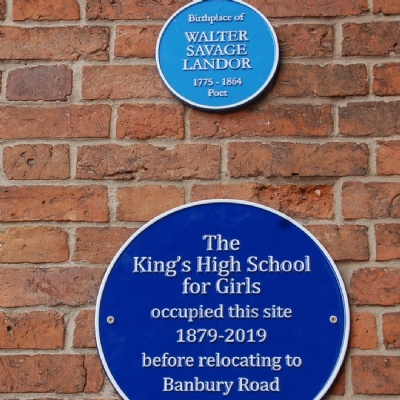 Birthplace of
WALTER
SAVAGE
LANDOR
1775 - 1864
Poet
The
King's High School
for Girls
occupied this site
1879-2019
before relocating to
Banbury Road